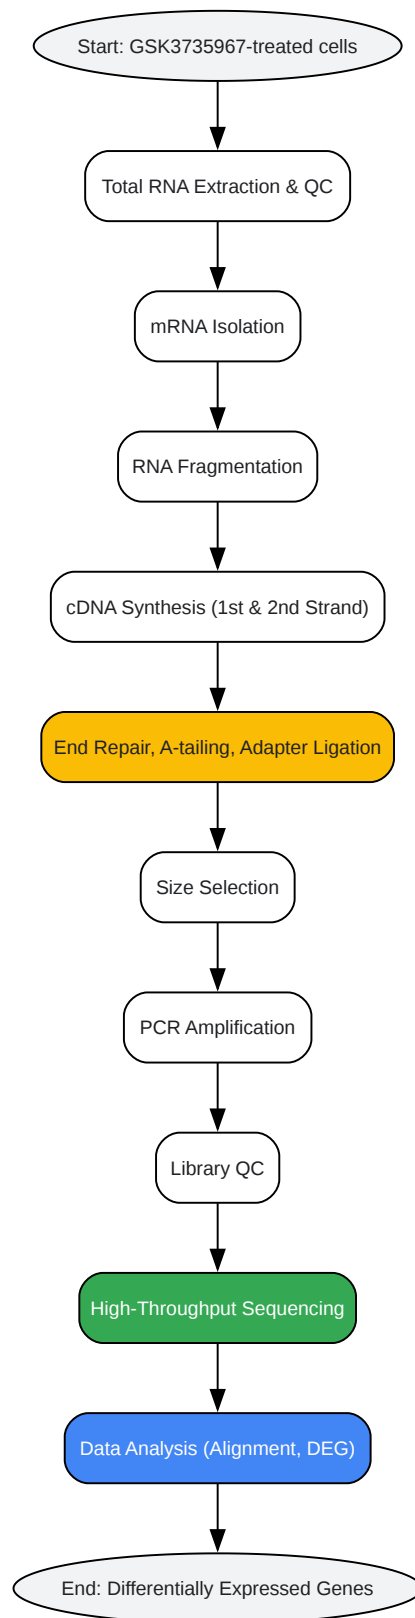 Start: GSK3735967-treated cells
Total RNA Extraction & QC
mRNA Isolation
RNA Fragmentation
cDNA Synthesis (1st & 2nd Strand)
End Repair, A-tailing, Adapter Ligation
Size Selection
PCR Amplification
Library QC
High-Throughput Sequencing
Data Analysis (Alignment, DEG)
End: Differentially Expressed Genes